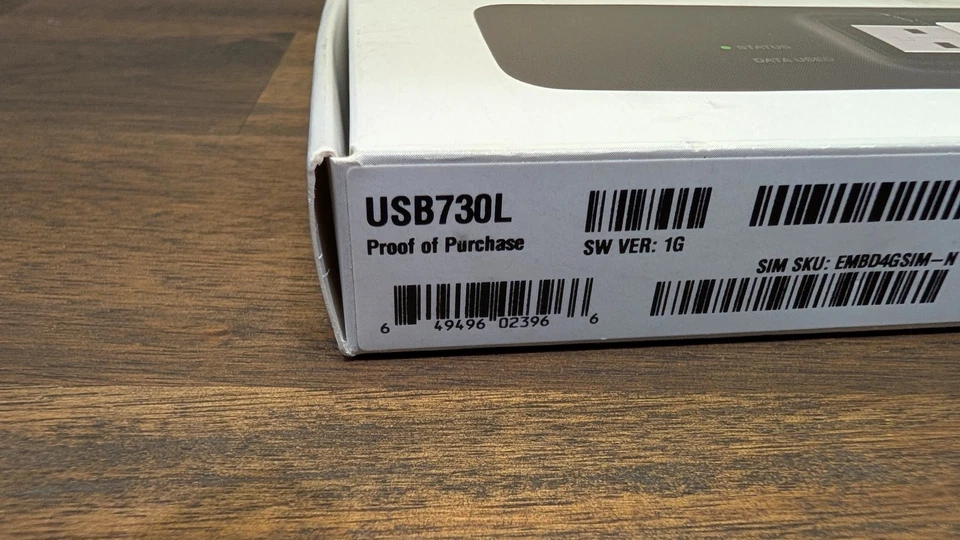 STATUS
DATA USED
USB730L
Proof of Purchase
SW VER: 1G
SIM SKU: EMBD4GSIM-N
6 49496 02396 6